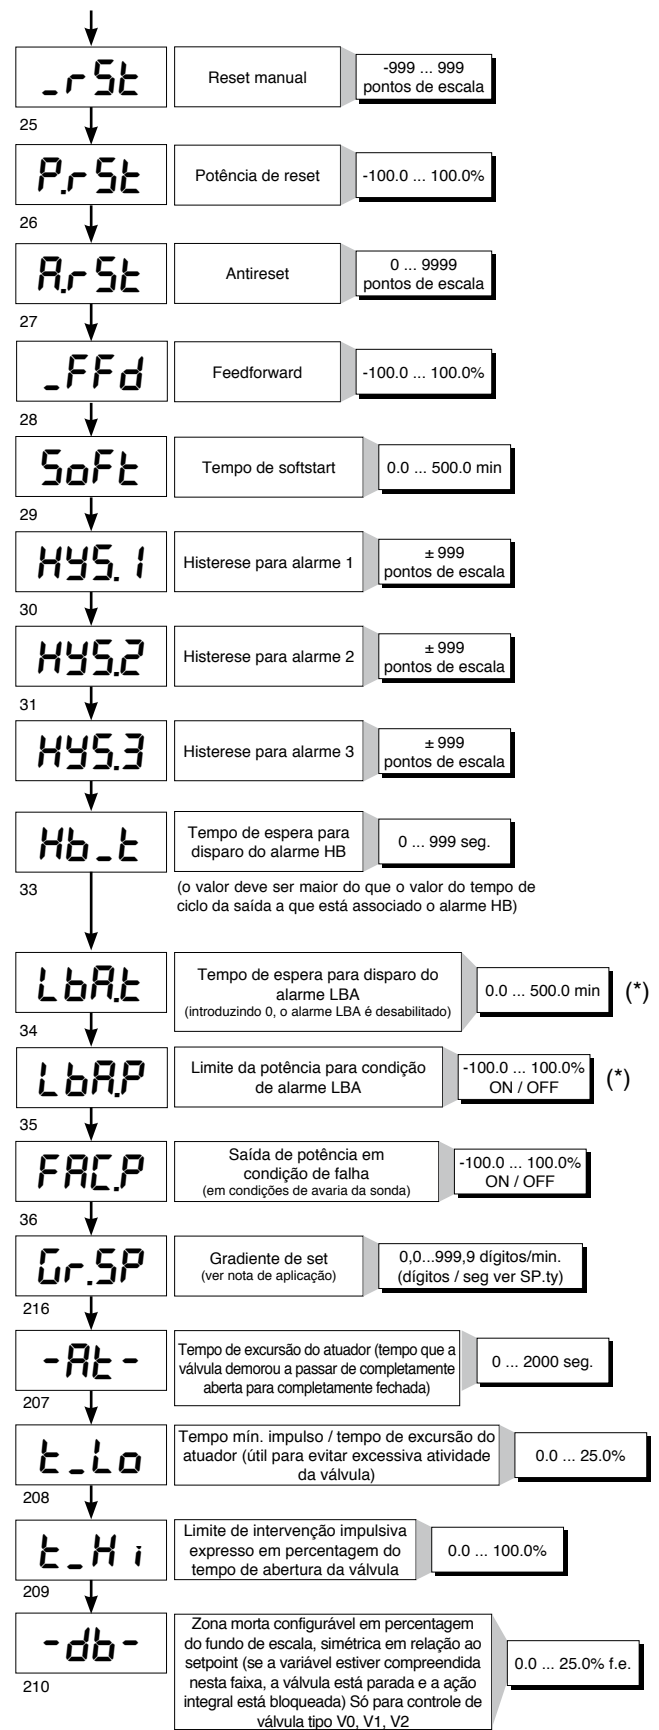 _rSt
Reset manual
-999 ... 999
pontos de escala
25
P.rSt
Potência de reset
-100.0 ... 100.0%
26
A.rSt
Antireset
0 ... 9999
pontos de escala
27
_FFd
Feedforward
-100.0 ... 100.0%
28
SoFt
Tempo de softstart
0.0 ... 500.0 min
29
HYS.1
Histerese para alarme 1
± 999
pontos de escala
30
HYS.2
Histerese para alarme 2
± 999
pontos de escala
31
HYS.3
Histerese para alarme 3
± 999
pontos de escala
Hb_t
Tempo de espera para
disparo do alarme HB
0 ... 999 seg.
33
(o valor deve ser maior do que o valor do tempo de
ciclo da saída a que está associado o alarme HB)
LbA.t
Tempo de espera para disparo do
alarme LBA
(introduzindo 0, o alarme LBA é desabilitado)
0.0 ... 500.0 min
(*)
34
LbA.P
Limite da potência para condição
de alarme LBA
-100.0 ... 100.0%
ON / OFF
(*)
35
FAC.P
Saída de potência em
condição de falha
(em condições de avaria da sonda)
-100.0 ... 100.0%
ON / OFF
36
Gr.SP
Gradiente de set
(ver nota de aplicação)
0,0...999,9 dígitos/min.
(dígitos / seg ver SP.ty)
216
-At-
Tempo de excursão do atuador (tempo que a
válvula demorou a passar de completamente
aberta para completamente fechada)
0 ... 2000 seg.
207
t_Lo
Tempo mín. impulso / tempo de excursão do
atuador (útil para evitar excessiva atividade
da válvula)
0.0 ... 25.0%
208
t_Hi
Limite de intervenção impulsiva
expresso em percentagem do
tempo de abertura da válvula
0.0 ... 100.0%
209
-db-
Zona morta configurável em percentagem
do fundo de escala, simétrica em relação ao
setpoint (se a variável estiver compreendida
nesta faixa, a válvula está parada e a ação
integral está bloqueada) Só para controle de
válvula tipo V0, V1, V2
0.0 ... 25.0% f.e.
210